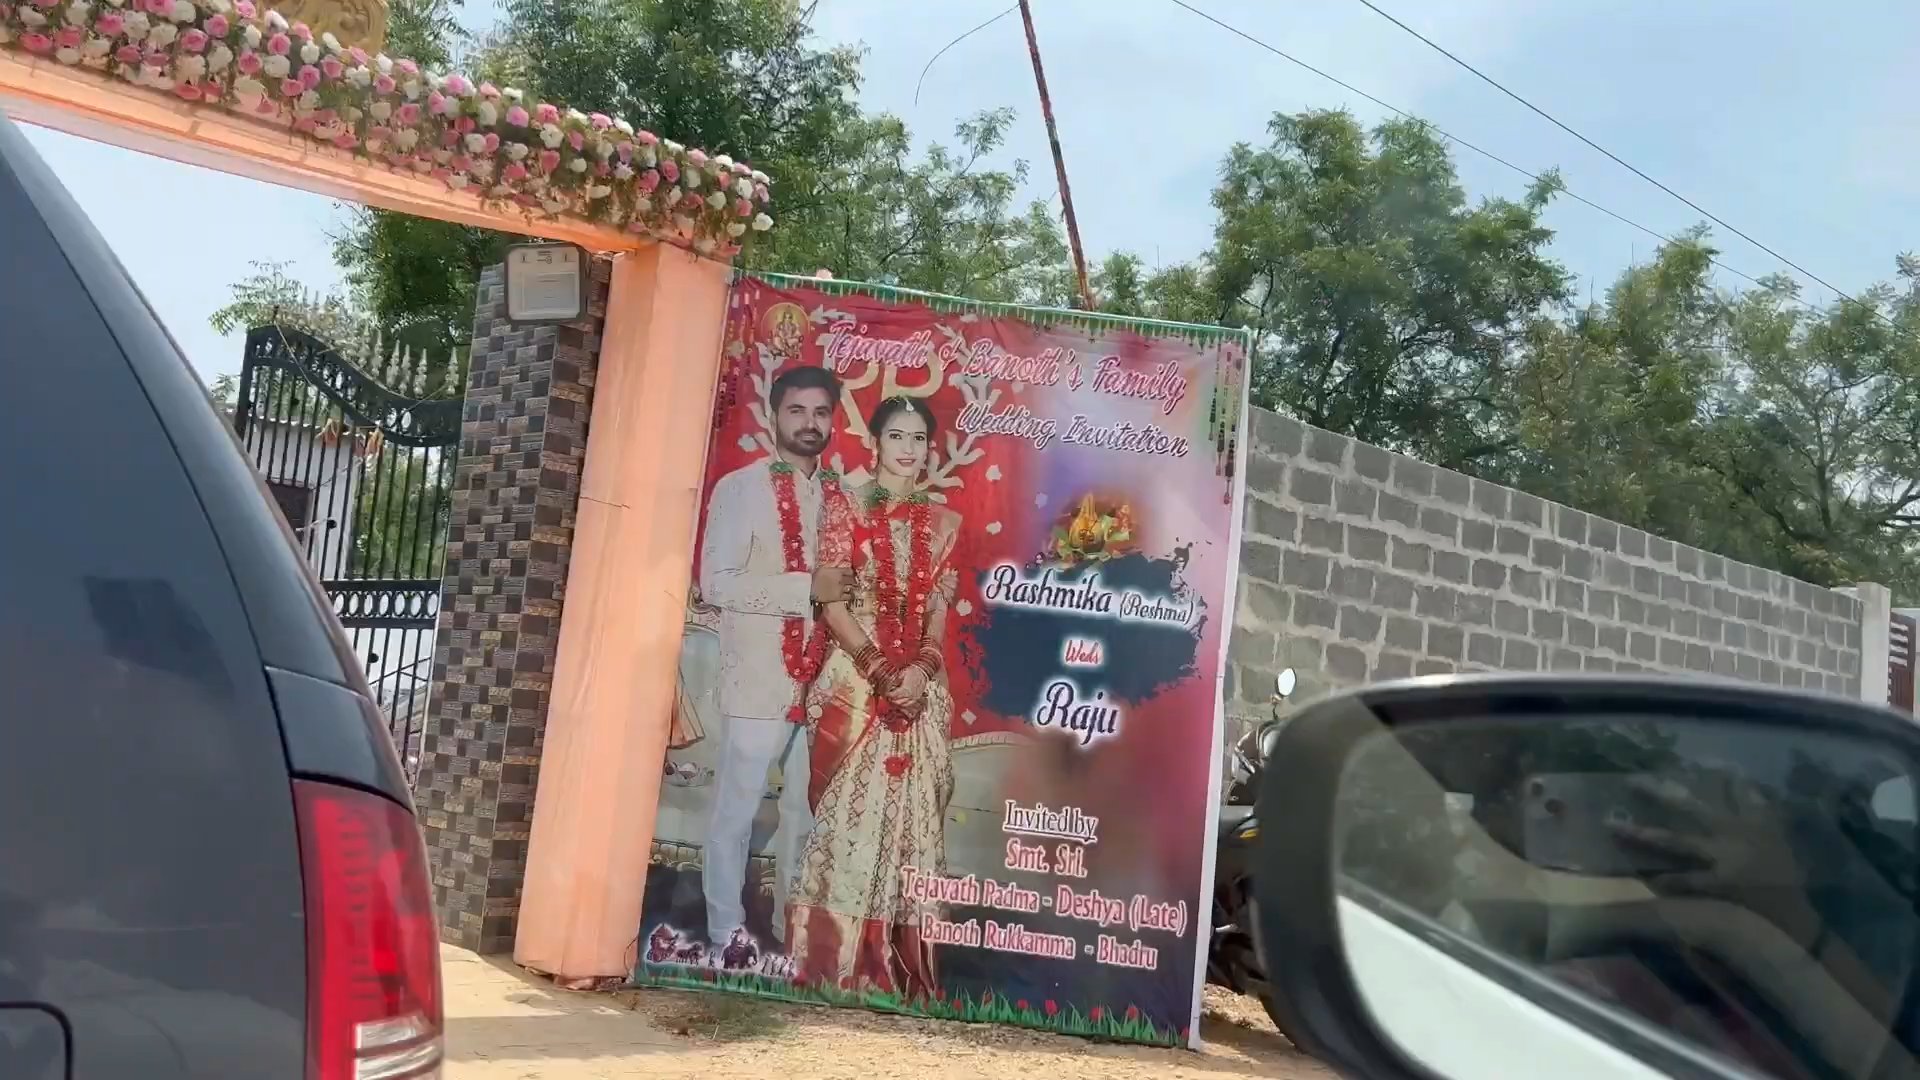 Tejavath & Banoth's Family
Wedding Invitation
RB
Rashmika (Reshma)
Weds
Raju
Invited by
Smt. Sri.
Tejavath Padma - Deshya (Late)
Banoth Rukkamma - Bhadru